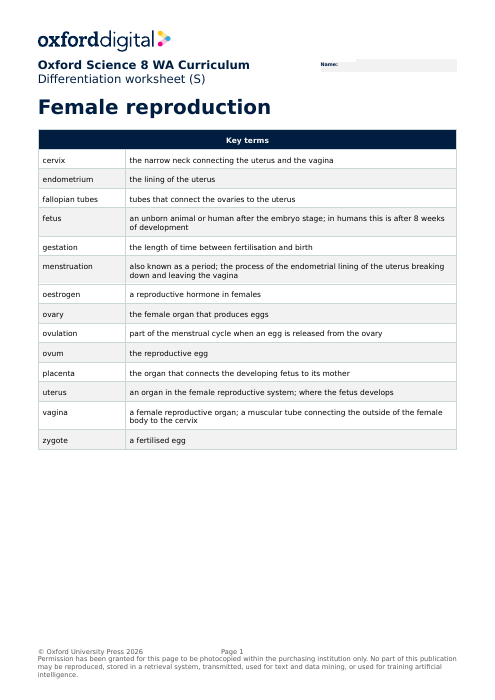 oxforddigital
Oxford Science 8 WA Curriculum
Name:
Differentiation worksheet (S)
Female reproduction
Key terms
cervix the narrow neck connecting the uterus and the vagina
endometrium the lining of the uterus
fallopian tubes tubes that connect the ovaries to the uterus
fetus an unborn animal or human after the embryo stage; in humans this is after 8 weeks
of development
gestation the length of time between fertilisation and birth
menstruation also known as a period; the process of the endometrial lining of the uterus breaking
down and leaving the vagina
oestrogen a reproductive hormone in females
ovary the female organ that produces eggs
ovulation part of the menstrual cycle when an egg is released from the ovary
ovum the reproductive egg
placenta the organ that connects the developing fetus to its mother
uterus an organ in the female reproductive system; where the fetus develops
vagina a female reproductive organ; a muscular tube connecting the outside of the female
body to the cervix
zygote a fertilised egg
© Oxford University Press 2026 Page 1
Permission has been granted for this page to be photocopied within the purchasing institution only. No part of this publication
may be reproduced, stored in a retrieval system, transmitted, used for text and data mining, or used for training artificial
intelligence.